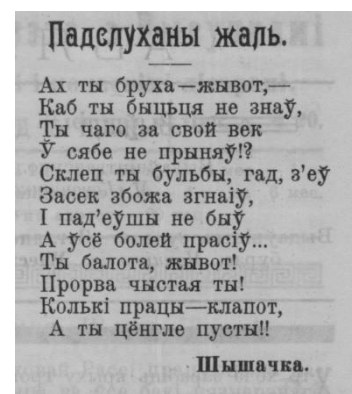 Падслуханы жаль.
Ах ты бруха—жывот,—
Каб ты быцьця не знаў,
Ты чаго за свой век
Ў сябе не прыняў!?
Склеп ты бульбы, гад, з’еў
Засек збожа згнаіў,
І пад’еўшы не быў
А ўсё болей прасіў...
Ты балота, жывот!
Прорва чыстая ты!
Колькі працы—клапот,
А ты цёнгле пусты!!
Шышачка.